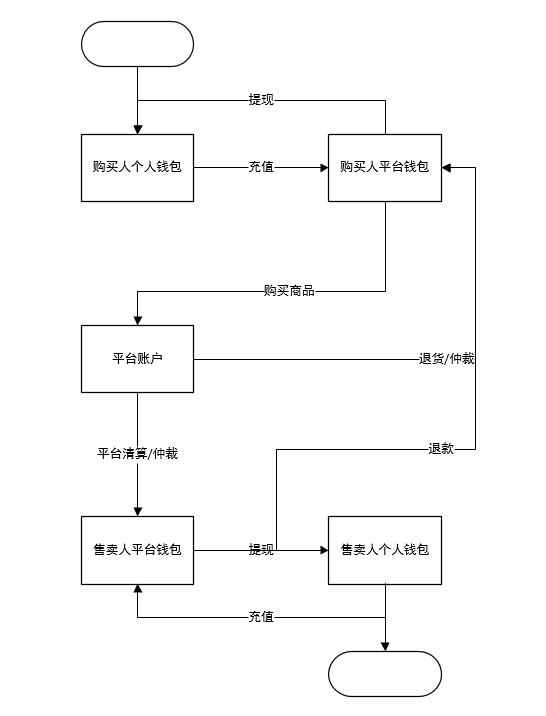 提现
购买人个人钱包
充值
购买人平台钱包
购买商品
平台账户
退货/仲裁
退款
平台清算/仲裁
售卖人平台钱包
提现
售卖人个人钱包
充值